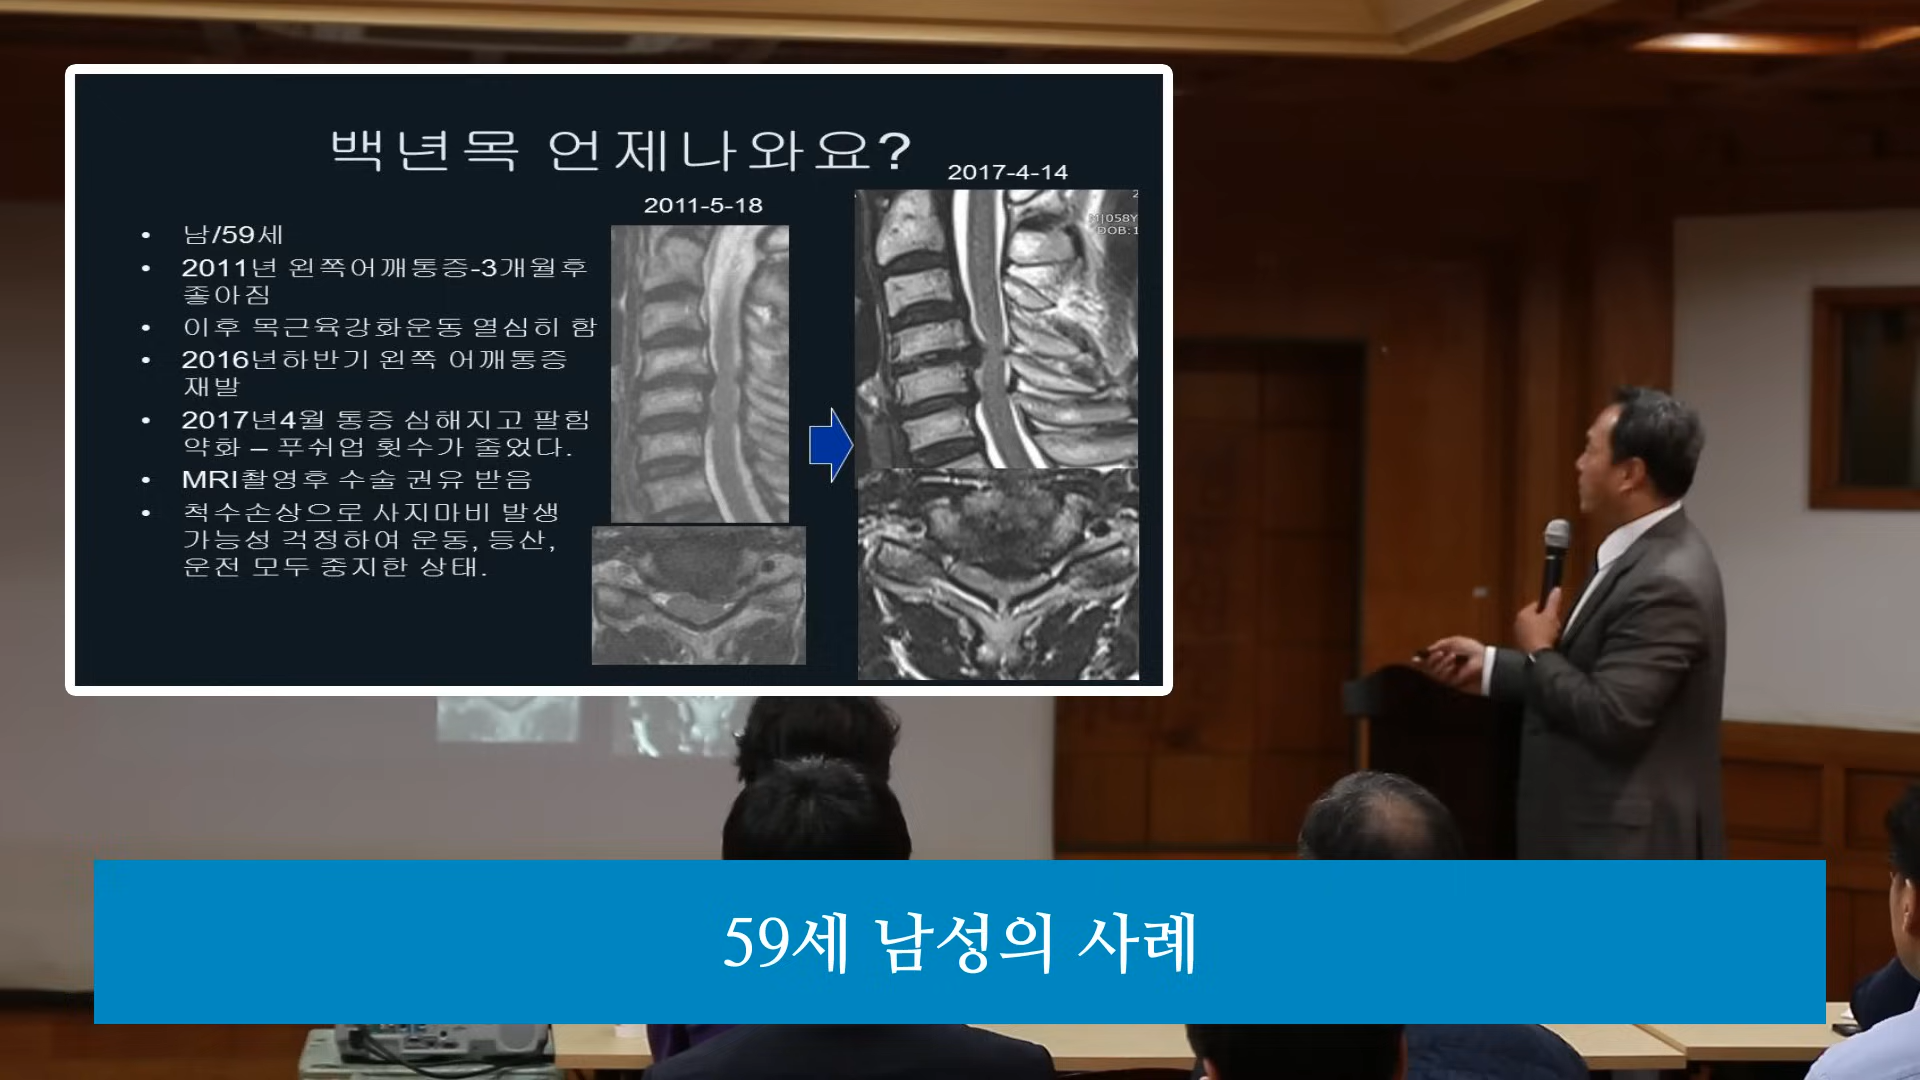 백년목 언제나와요?
2017-4-14
2011-5-18
• 남/59세
• 2011년 왼쪽어깨통증-3개월후
좋아짐
• 이후 목근육강화운동 열심히 함
• 2016년하반기 왼쪽 어깨통증
재발
• 2017년4월 통증 심해지고 팔힘
약화 – 푸쉬업 횟수가 줄었다.
• MRI촬영후 수술 권유 받음
• 척수손상으로 사지마비 발생
가능성 걱정하여 운동, 등산,
운전 모두 중지한 상태.
058Y
DOB:1
59세 남성의 사례